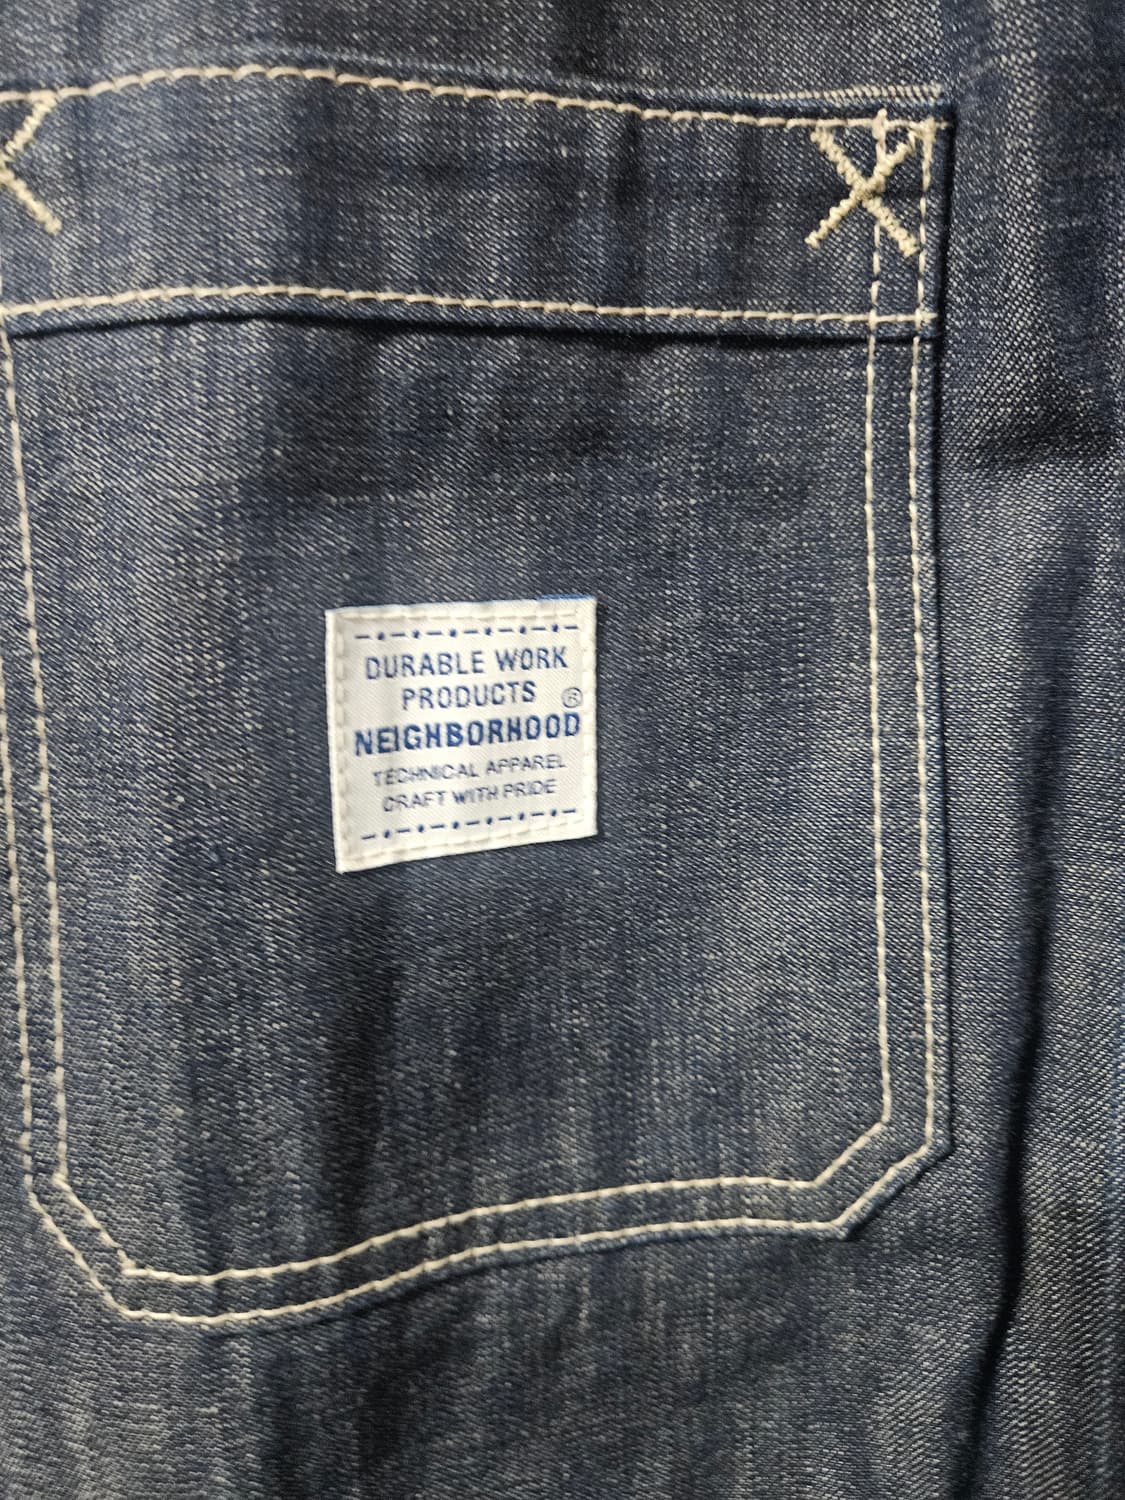 DURABLE WORK
PRODUCTS ®
NEIGHBORHOOD
TECHNICAL APPAREL
CRAFT WITH PRIDE